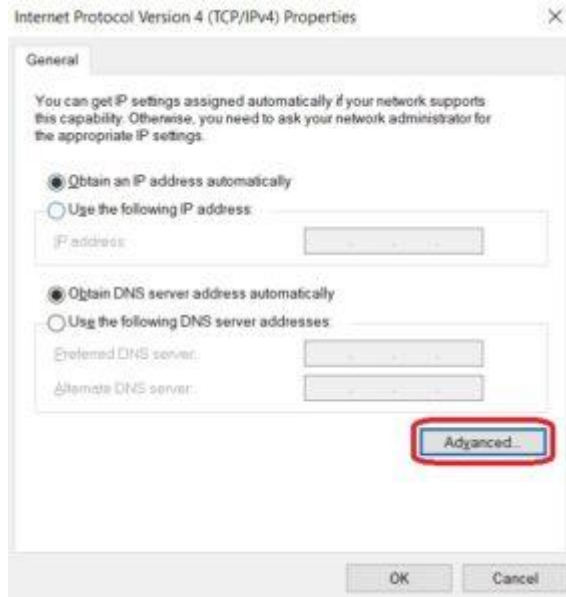 Internet Protocol Version 4 (TCP/IPv4) Properties
General
You can get IP settings assigned automatically if your network supports
this capability. Otherwise, you need to ask your network administrator for
the appropriate IP settings.
Obtain an IP address automatically
Use the following IP address:
IP address:
Obtain DNS server address automatically
Use the following DNS server addresses:
Preferred DNS server:
Alternate DNS server:
Advanced...
OK
Cancel